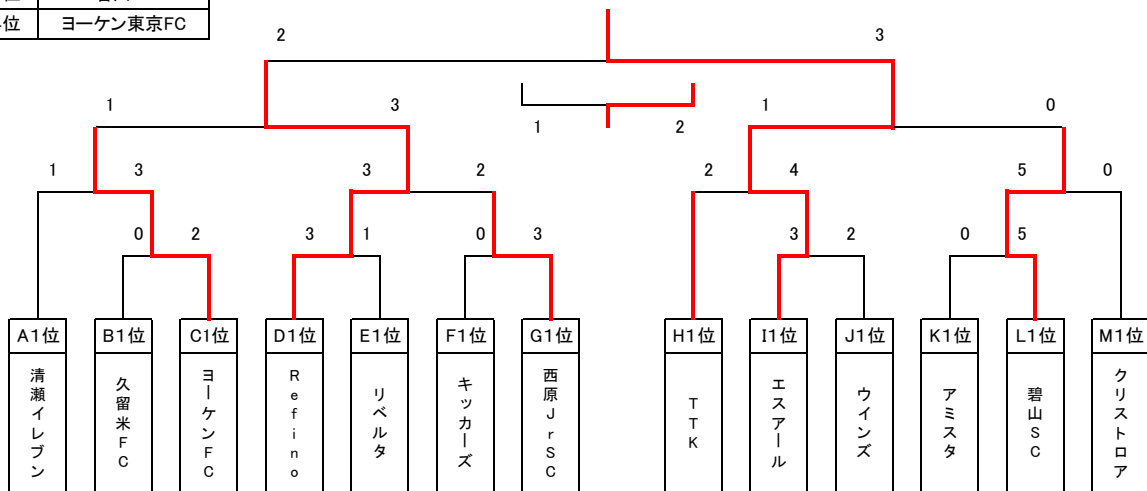 位 ヨーケン東京FC
2 3
1 3 1 0
1 2
1 3 3 2 2 4 5 0
0 2 3 1 0 3 3 2 0 5
A1位 B1位 C1位 D1位 E1位 F1位 G1位 H1位 I1位 J1位 K1位 L1位 M1位
清瀬イレブン
久留米FC
ヨーケンFC
Refino
リベルタ
キッカーズ
西原JrSC
TTK
エスアール
ウインズ
アミスタ
碧山SC
クリストロア